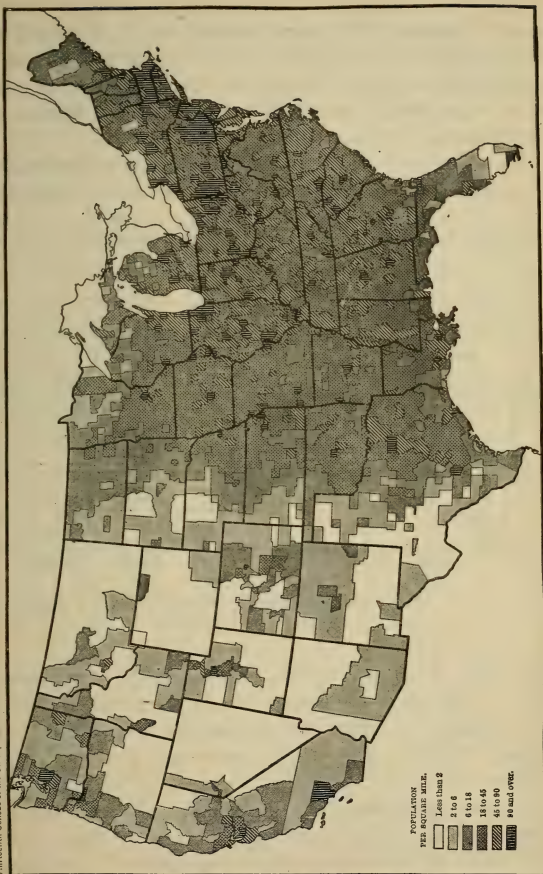 POPULATION
PER SQUARE MILE.
Less than 2
2 to 6
6 to 18
18 to 45
45 to 90
90 and over.